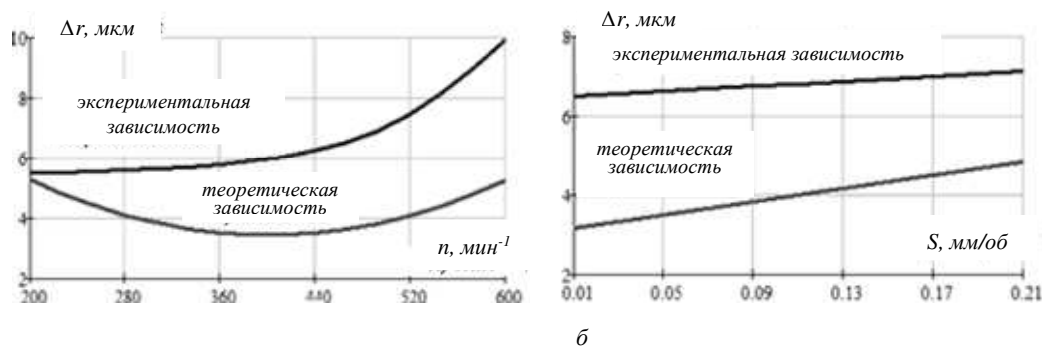 Δr, мкм
10
8
6
4
2
экспериментальная
зависимость
теоретическая
зависимость
n, мин-1
200 280 360 440 520 600
Δr, мкм
8
6
4
2
экспериментальная зависимость
теоретическая
зависимость
S, мм/об
0.01 0.05 0.09 0.13 0.17 0.21
б